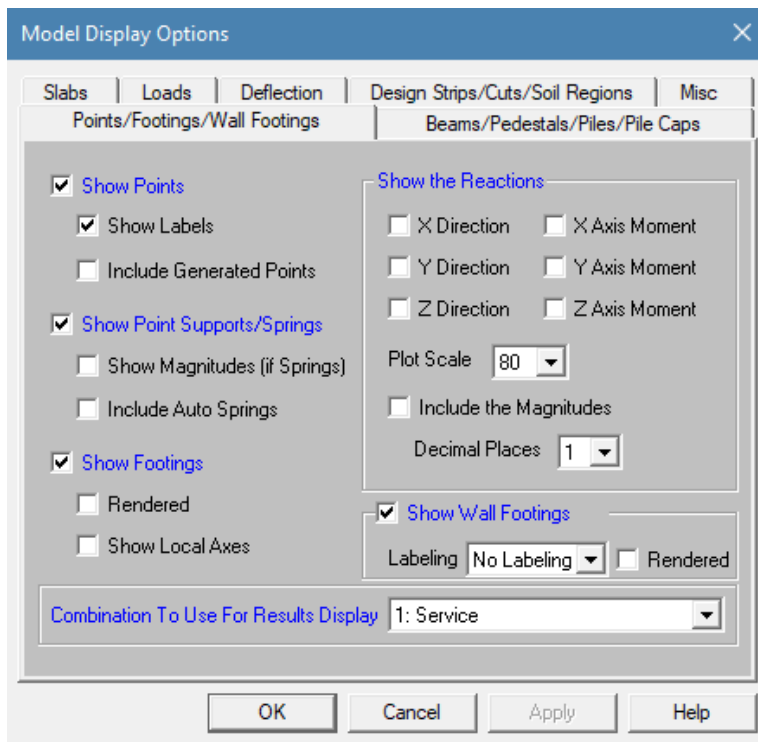 Model Display Options
Slabs
Loads
Deflection
Design Strips/Cuts/Soil Regions
Misc
Points/Footings/Wall Footings
Beams/Pedestals/Piles/Pile Caps
Show Points
Show Labels
Include Generated Points
Show Point Supports/Springs
Show Magnitudes (if Springs)
Include Auto Springs
Show Footings
Rendered
Show Local Axes
Show the Reactions
X Direction
X Axis Moment
Y Direction
Y Axis Moment
Z Direction
Z Axis Moment
Plot Scale 80
Include the Magnitudes
Decimal Places 1
Show Wall Footings
Labeling No Labeling
Rendered
Combination To Use For Results Display 1: Service
OK
Cancel
Apply
Help